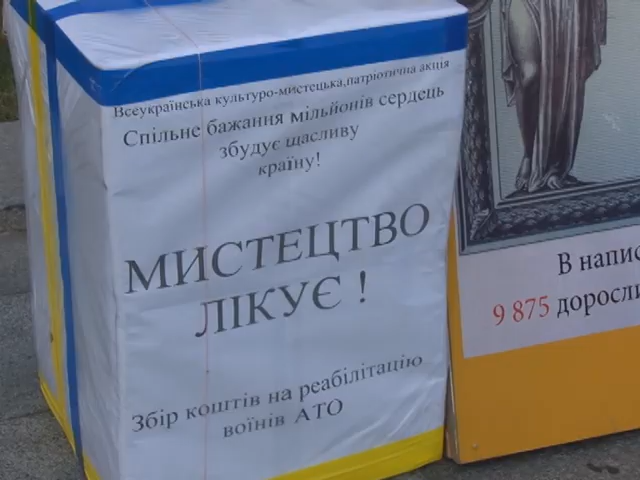 Всеукраїнська культуро-мистецька,патріотична акція
Спільне бажання мільйонів сердець
збудує щасливу
країну!
МИСТЕЦТВО
ЛІКУЄ !
Збір коштів на реабілітацію
воїнів АТО
В напис
9 875 доросли